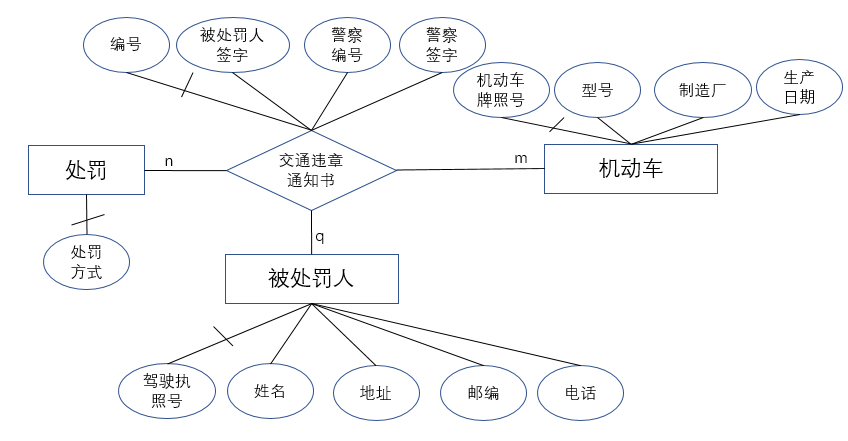 编号
被处罚人
签字
警察
编号
警察
签字
机动车
牌照号
型号
制造厂
生产
日期
处罚
n
交通违章
通知书
m
机动车
处罚
方式
q
被处罚人
驾驶执
照号
姓名
地址
邮编
电话